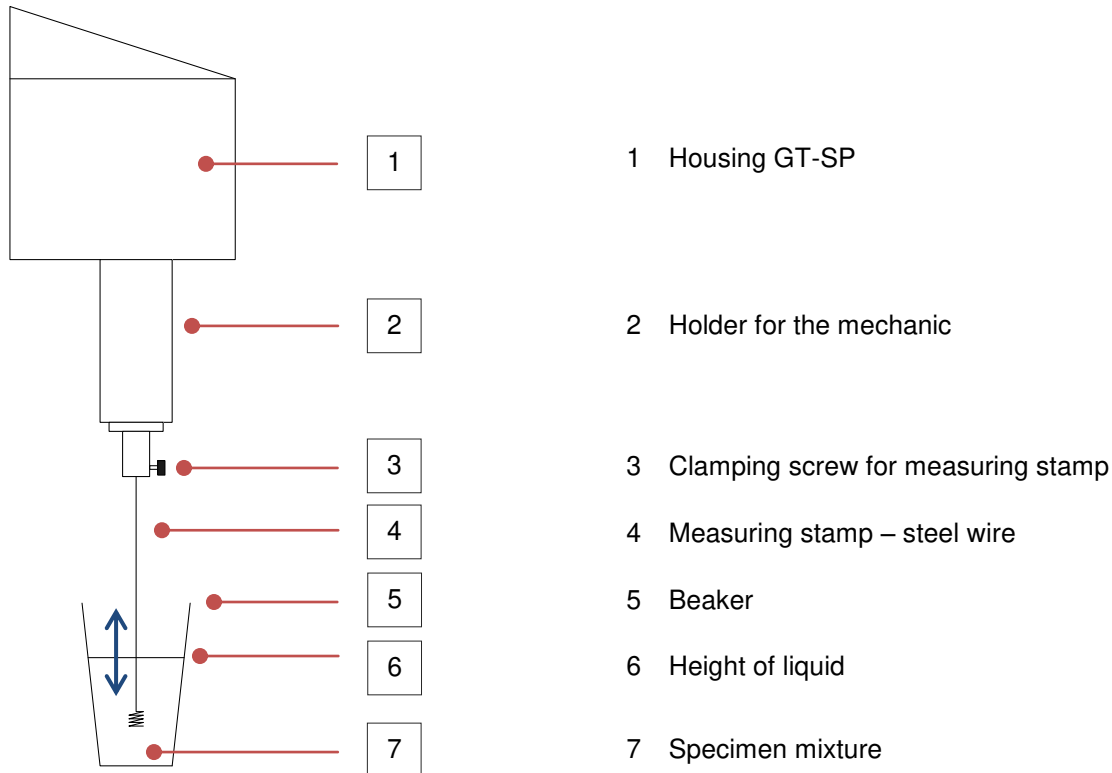 1 1 Housing GT-SP
2 2 Holder for the mechanic
3 3 Clamping screw for measuring stamp
4 4 Measuring stamp – steel wire
5 5 Beaker
6 6 Height of liquid
7 7 Specimen mixture